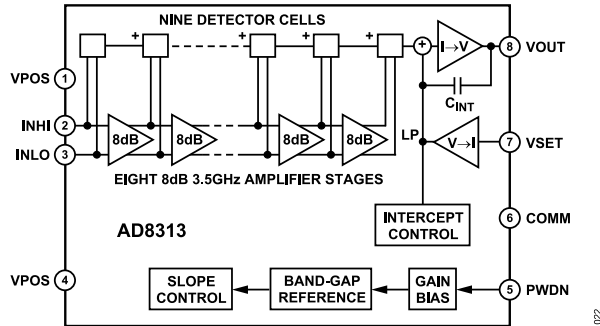 NINE DETECTOR CELLS
+ + + + +
I→V
8 VOUT
VPOS 1
CINT
INHI 2
8dB 8dB 8dB 8dB
LP
V→I
7 VSET
INLO 3
EIGHT 8dB 3.5GHz AMPLIFIER STAGES
INTERCEPT
CONTROL
6 COMM
AD8313
VPOS 4
SLOPE
CONTROL
BAND-GAP
REFERENCE
GAIN
BIAS
5 PWDN
022